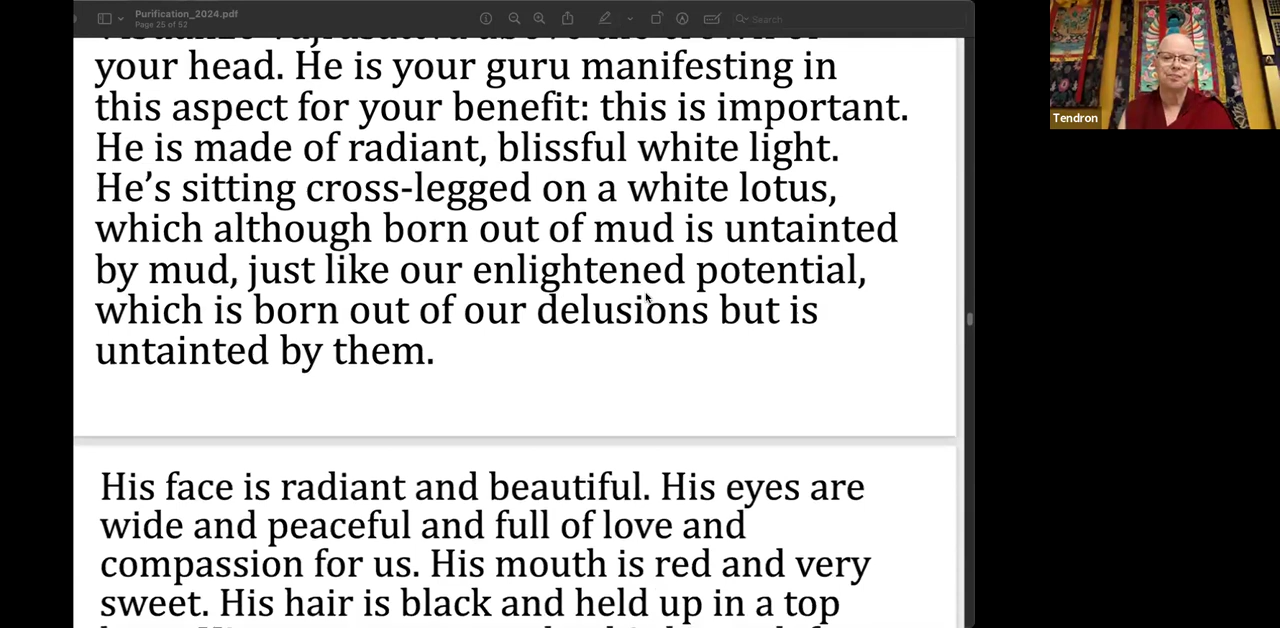 Purification_2024.pdf
Page 25 of 52
Search
your head. He is your guru manifesting in
this aspect for your benefit: this is important.
He is made of radiant, blissful white light.
He’s sitting cross-legged on a white lotus,
which although born out of mud is untainted
by mud, just like our enlightened potential,
which is born out of our delusions but is
untainted by them.
His face is radiant and beautiful. His eyes are
wide and peaceful and full of love and
compassion for us. His mouth is red and very
sweet. His hair is black and held up in a top
Tendron